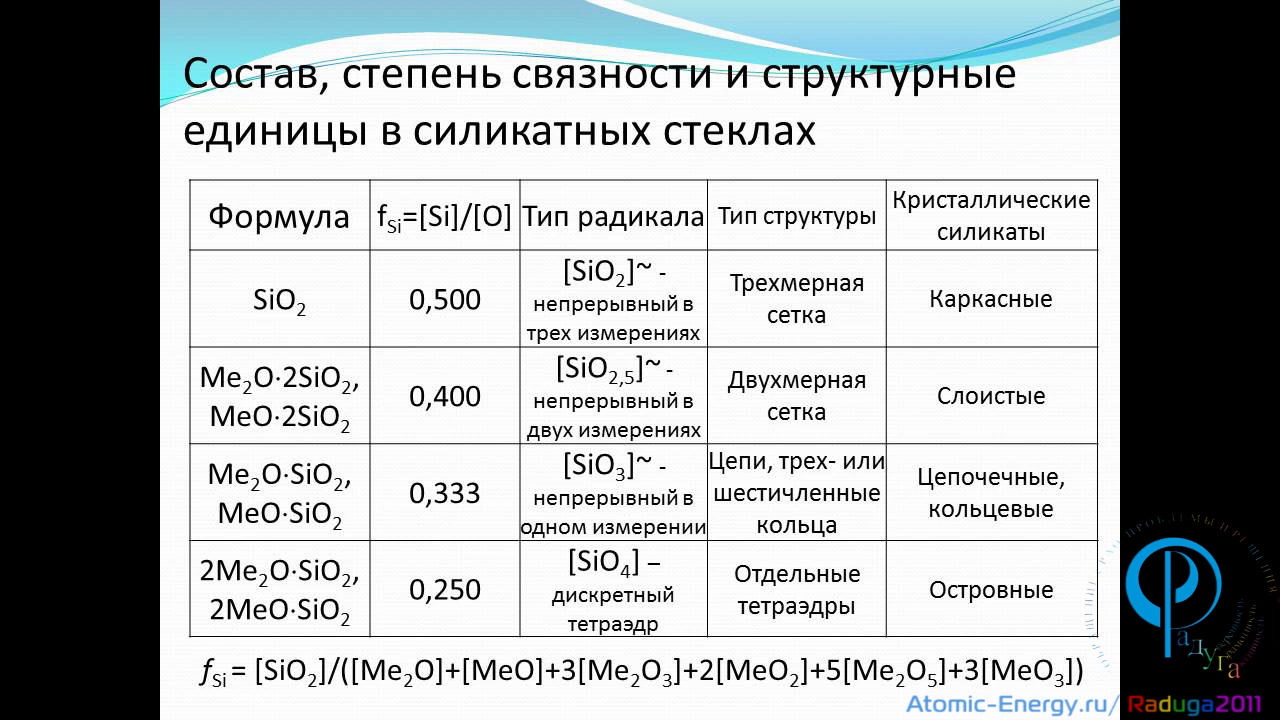 Состав, степень связности и структурные
единицы в силикатных стеклах
Формула
fSi=[Si]/[O]
Тип радикала
Тип структуры
Кристаллические
силикаты
SiO2
0,500
[SiO2]~ -
непрерывный в
трех измерениях
Трехмерная
сетка
Каркасные
Me2O·2SiO2,
MeO·2SiO2
0,400
[SiO2,5]~ -
непрерывный в
двух измерениях
Двухмерная
сетка
Слоистые
Me2O·SiO2,
MeO·SiO2
0,333
[SiO3]~ -
непрерывный в
одном измерении
Цепи, трех- или
шестичленные
кольца
Цепочечные,
кольцевые
2Me2O·SiO2,
2MeO·SiO2
0,250
[SiO4] –
дискретный
тетраэдр
Отдельные
тетраэдры
Островные
fSi = [SiO2]/([Me2O]+[MeO]+3[Me2O3]+2[MeO2]+5[Me2O5]+3[MeO3])
Радуга
Atomic-Energy.ru/ Raduga2011